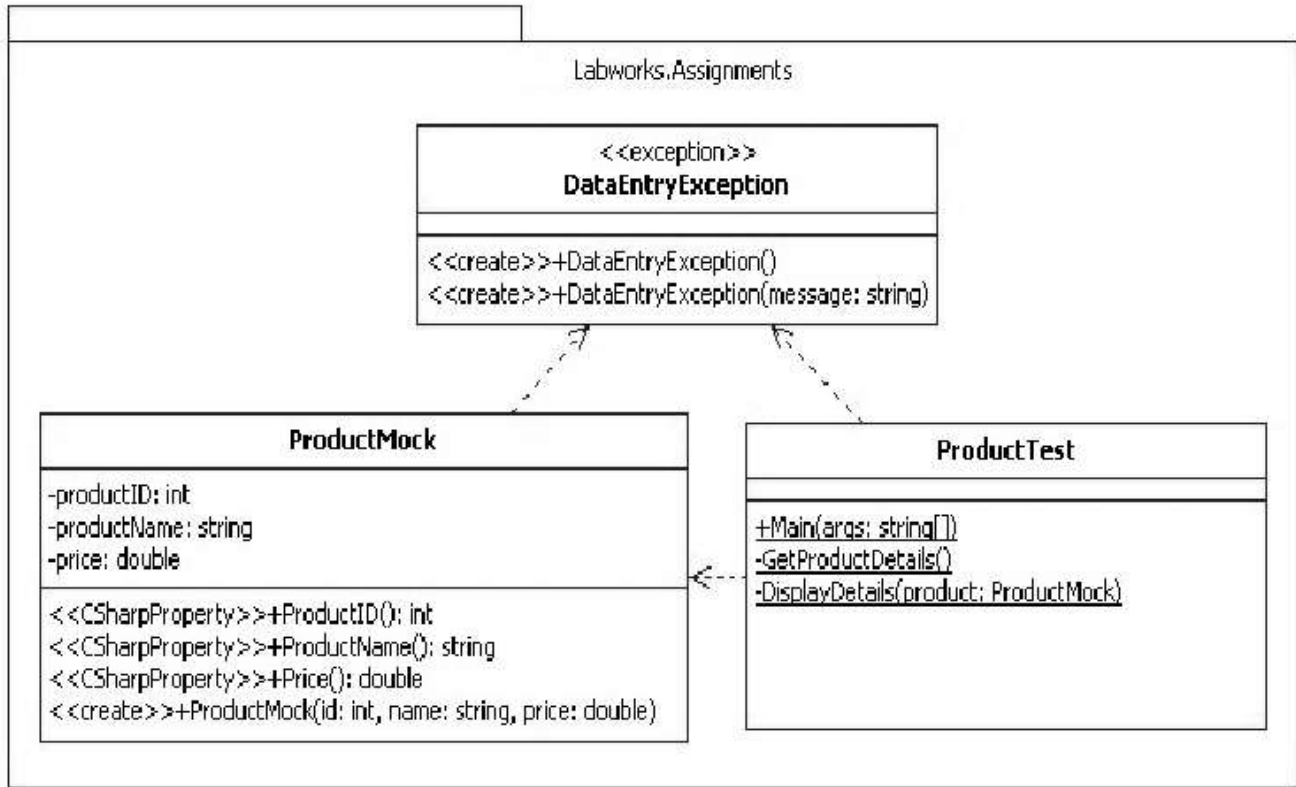 Labworks.Assignments
<<exception>>
DataEntryException
<<create>>+DataEntryException()
<<create>>+DataEntryException(message: string)
ProductMock
-productID: int
-productName: string
-price: double
<<CSharpProperty>>+ProductID(): int
<<CSharpProperty>>+ProductName(): string
<<CSharpProperty>>+Price(): double
<<create>>+ProductMock(id: int, name: string, price: double)
ProductTest
+Main(args: string[])
-GetProductDetails()
-DisplayDetails(product: ProductMock)